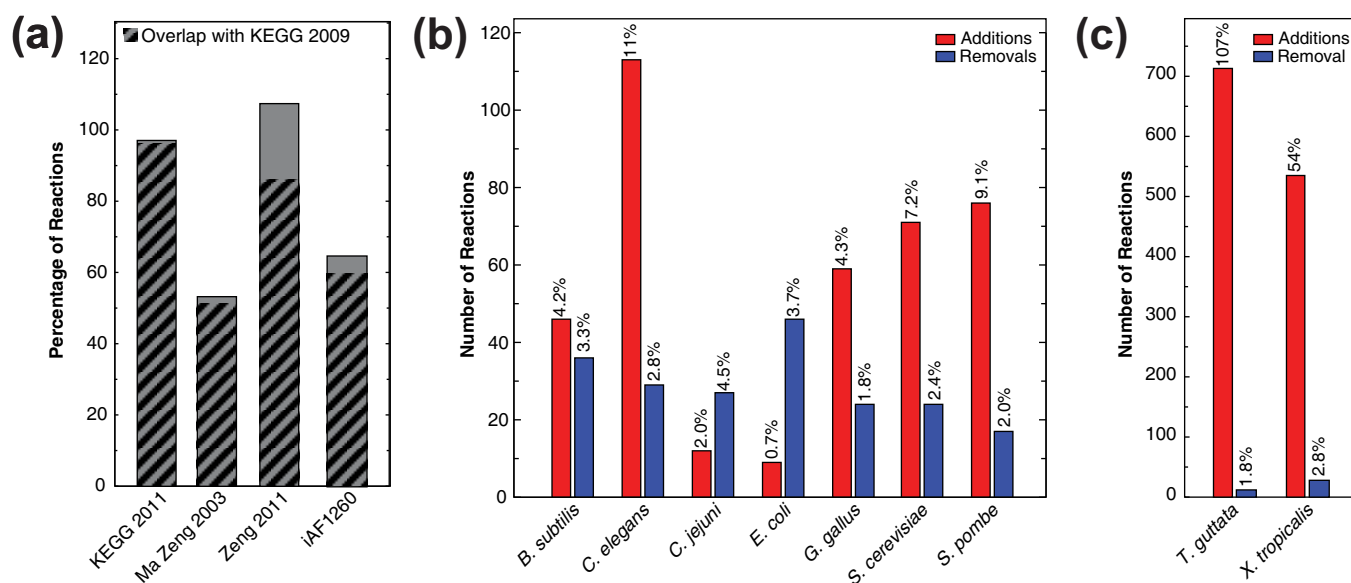 (a)
Overlap with KEGG 2009
Percentage of Reactions
120
100
80
60
40
20
0
KEGG 2011
Ma Zeng 2003
Zeng 2011
iAF1260
(b)
Additions
Removals
Number of Reactions
120
100
80
60
40
20
0
4.2%
3.3%
11%
2.8%
2.0%
4.5%
0.7%
3.7%
4.3%
1.8%
7.2%
2.4%
9.1%
2.0%
B. subtilis
C. elegans
C. jejuni
E. coli
G. gallus
S. cerevisiae
S. pombe
(c)
Additions
Removal
Number of Reactions
700
600
500
400
300
200
100
0
107%
1.8%
54%
2.8%
T. guttata
X. tropicalis